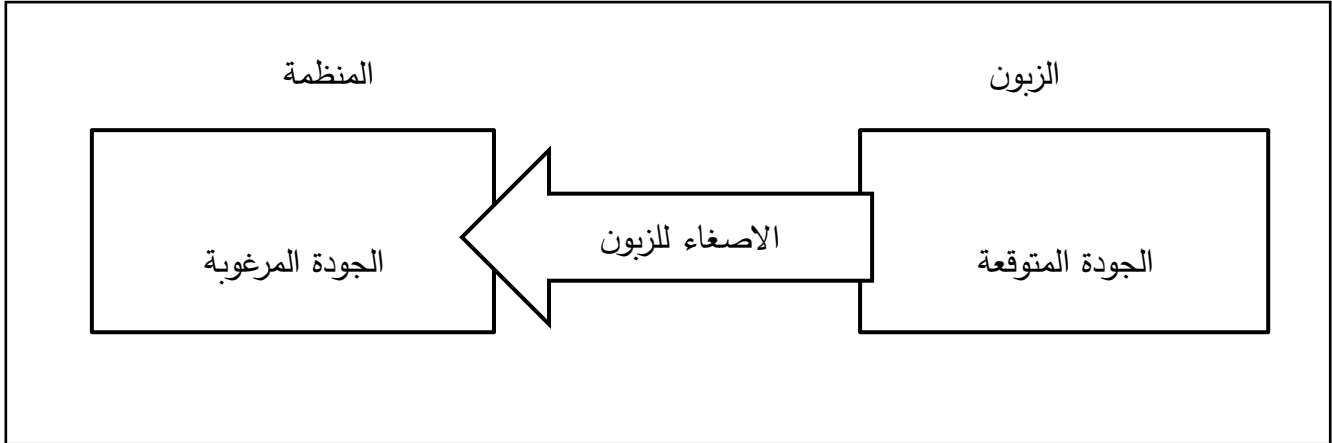 الزبون
المنظمة
الجودة المتوقعة
الاصغاء للزبون
الجودة المرغوبة